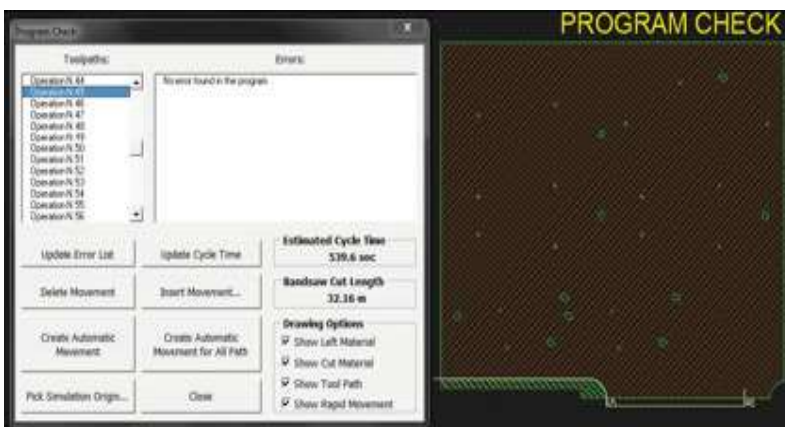 PROGRAM CHECK
Program Check
Toolpaths:
Errors:
Operation N 44
Operation N 45
Operation N 46
Operation N 47
Operation N 48
Operation N 49
Operation N 50
Operation N 51
Operation N 52
Operation N 53
Operation N 54
Operation N 55
Operation N 56
No error found in the program
Update Error List
Update Cycle Time
Estimated Cycle Time
539.6 sec
Delete Movement
Insert Movement...
Bandsaw Cut Length
32.16 m
Create Automatic
Movement
Create Automatic
Movement for All Path
Drawing Options
Show Left Material
Show Cut Material
Show Tool Path
Show Rapid Movement
Pick Simulation Origin...
Close